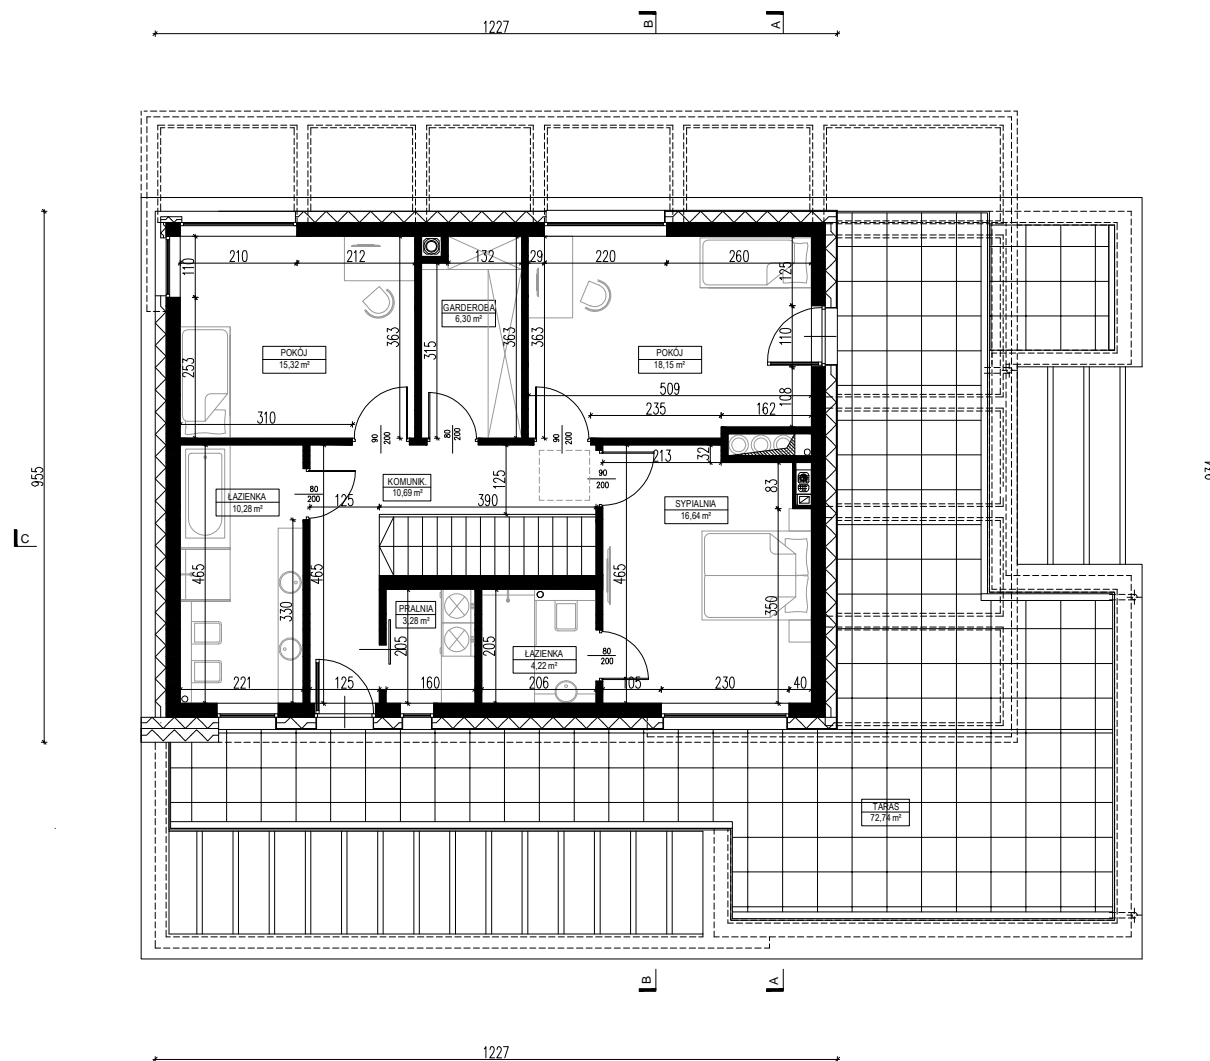 B
A
1227
210
212
132
29
220
260
110
125
GARDEROBA
6,30 m²
363
315
363
363
110
POKÓJ
15,32 m²
POKÓJ
18,15 m²
253
509
108
310
235
162
90
200
80
200
90
200
213
32
955
KOMUNIK.
10,69 m²
125
90
200
83
ŁAZIENKA
10,28 m²
80
200
125
390
SYPIALNIA
16,64 m²
C
465
465
465
330
350
PRALNIA
3,28 m²
205
205
ŁAZIENKA
4,22 m²
80
200
221
125
160
206
105
230
40
TARAS
72,74 m²
B
A
1227